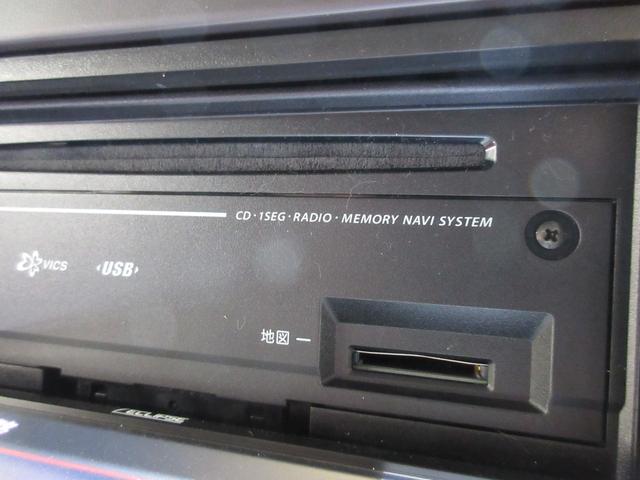 CD・1SEG・RADIO・MEMORY NAVI SYSTEM
VICS USB
地図
ECLIPSE